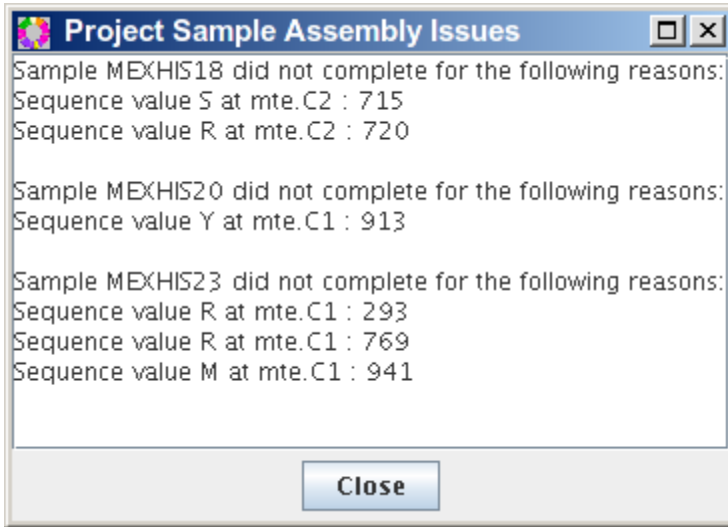 Project Sample Assembly Issues
Sample MEXHIS18 did not complete for the following reasons:
Sequence value S at mte.C2 : 715
Sequence value R at mte.C2 : 720
Sample MEXHIS20 did not complete for the following reasons:
Sequence value Y at mte.C1 : 913
Sample MEXHIS23 did not complete for the following reasons:
Sequence value R at mte.C1 : 293
Sequence value R at mte.C1 : 769
Sequence value M at mte.C1 : 941
Close